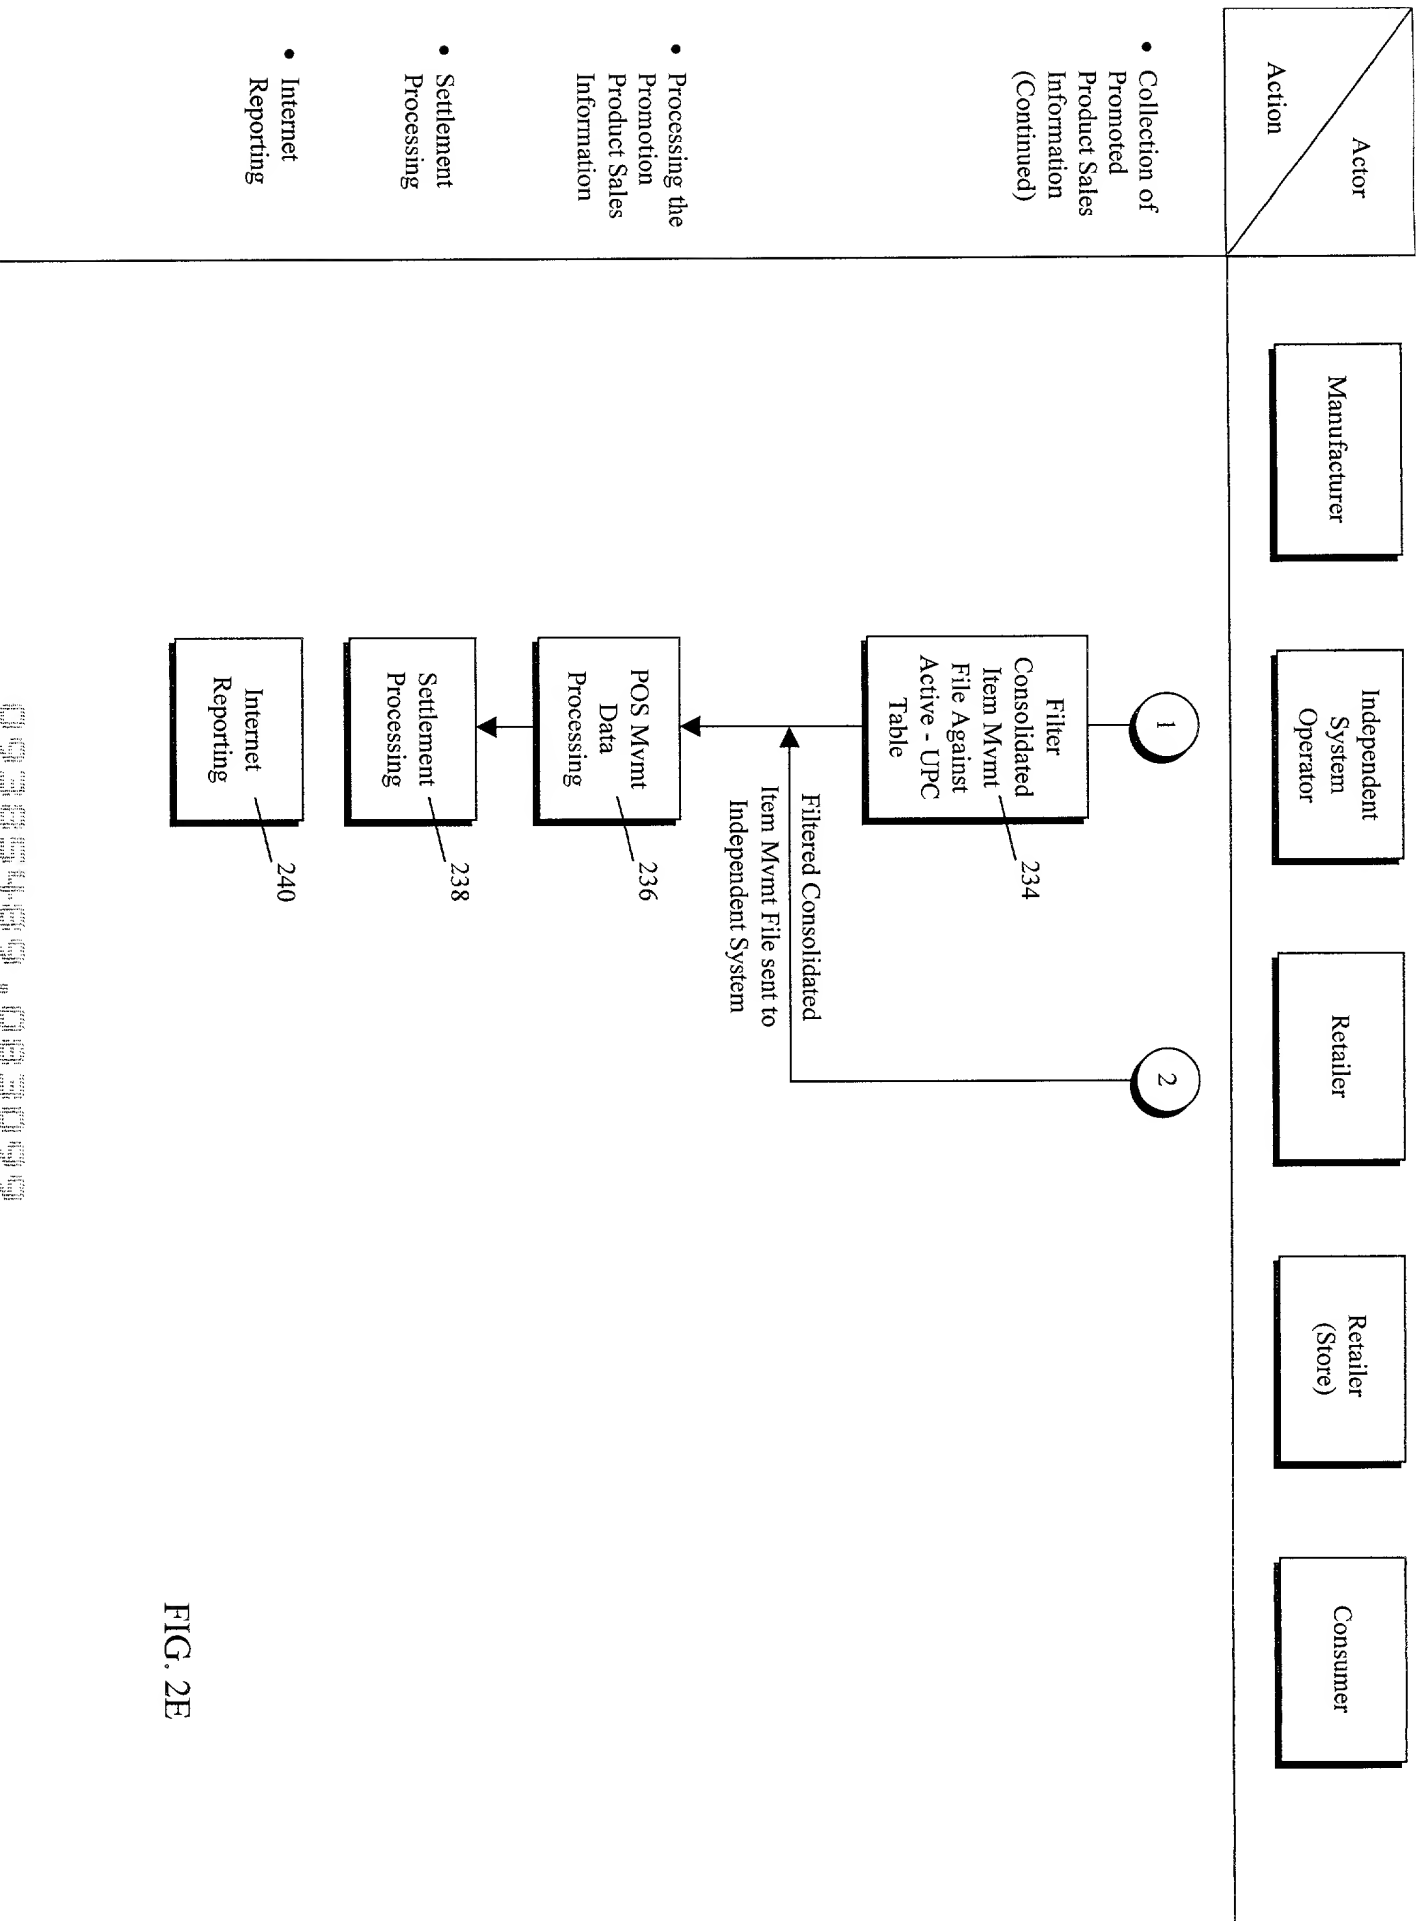 Actor
Action
Manufacturer
Independent
System
Operator
Retailer
Retailer
(Store)
Consumer
• Collection of
Promoted
Product Sales
Information
(Continued)
1
2
Filter
Consolidated
Item Mvmt
File Against
Active - UPC
Table
234
Filtered Consolidated
Item Mvmt File sent to
Independent System
• Processing the
Promotion
Product Sales
Information
POS Mvmt
Data
Processing
236
• Settlement
Processing
Settlement
Processing
238
• Internet
Reporting
Internet
Reporting
240
FIG. 2E